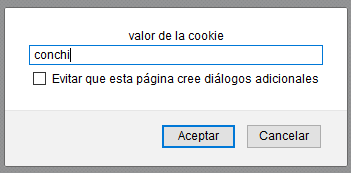 valor de la cookie
conchi
Evitar que esta página cree diálogos adicionales
Aceptar Cancelar